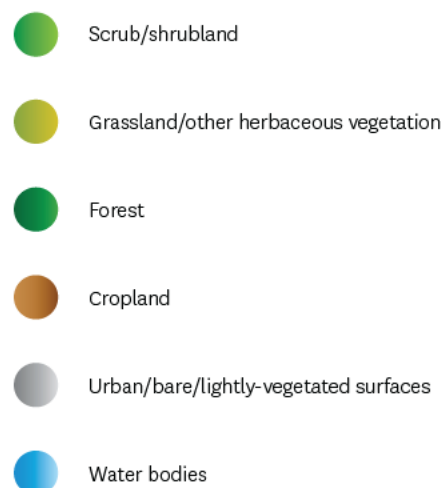 Scrub/shrubland
Grassland/other herbaceous vegetation
Forest
Cropland
Urban/bare/lightly-vegetated surfaces
Water bodies